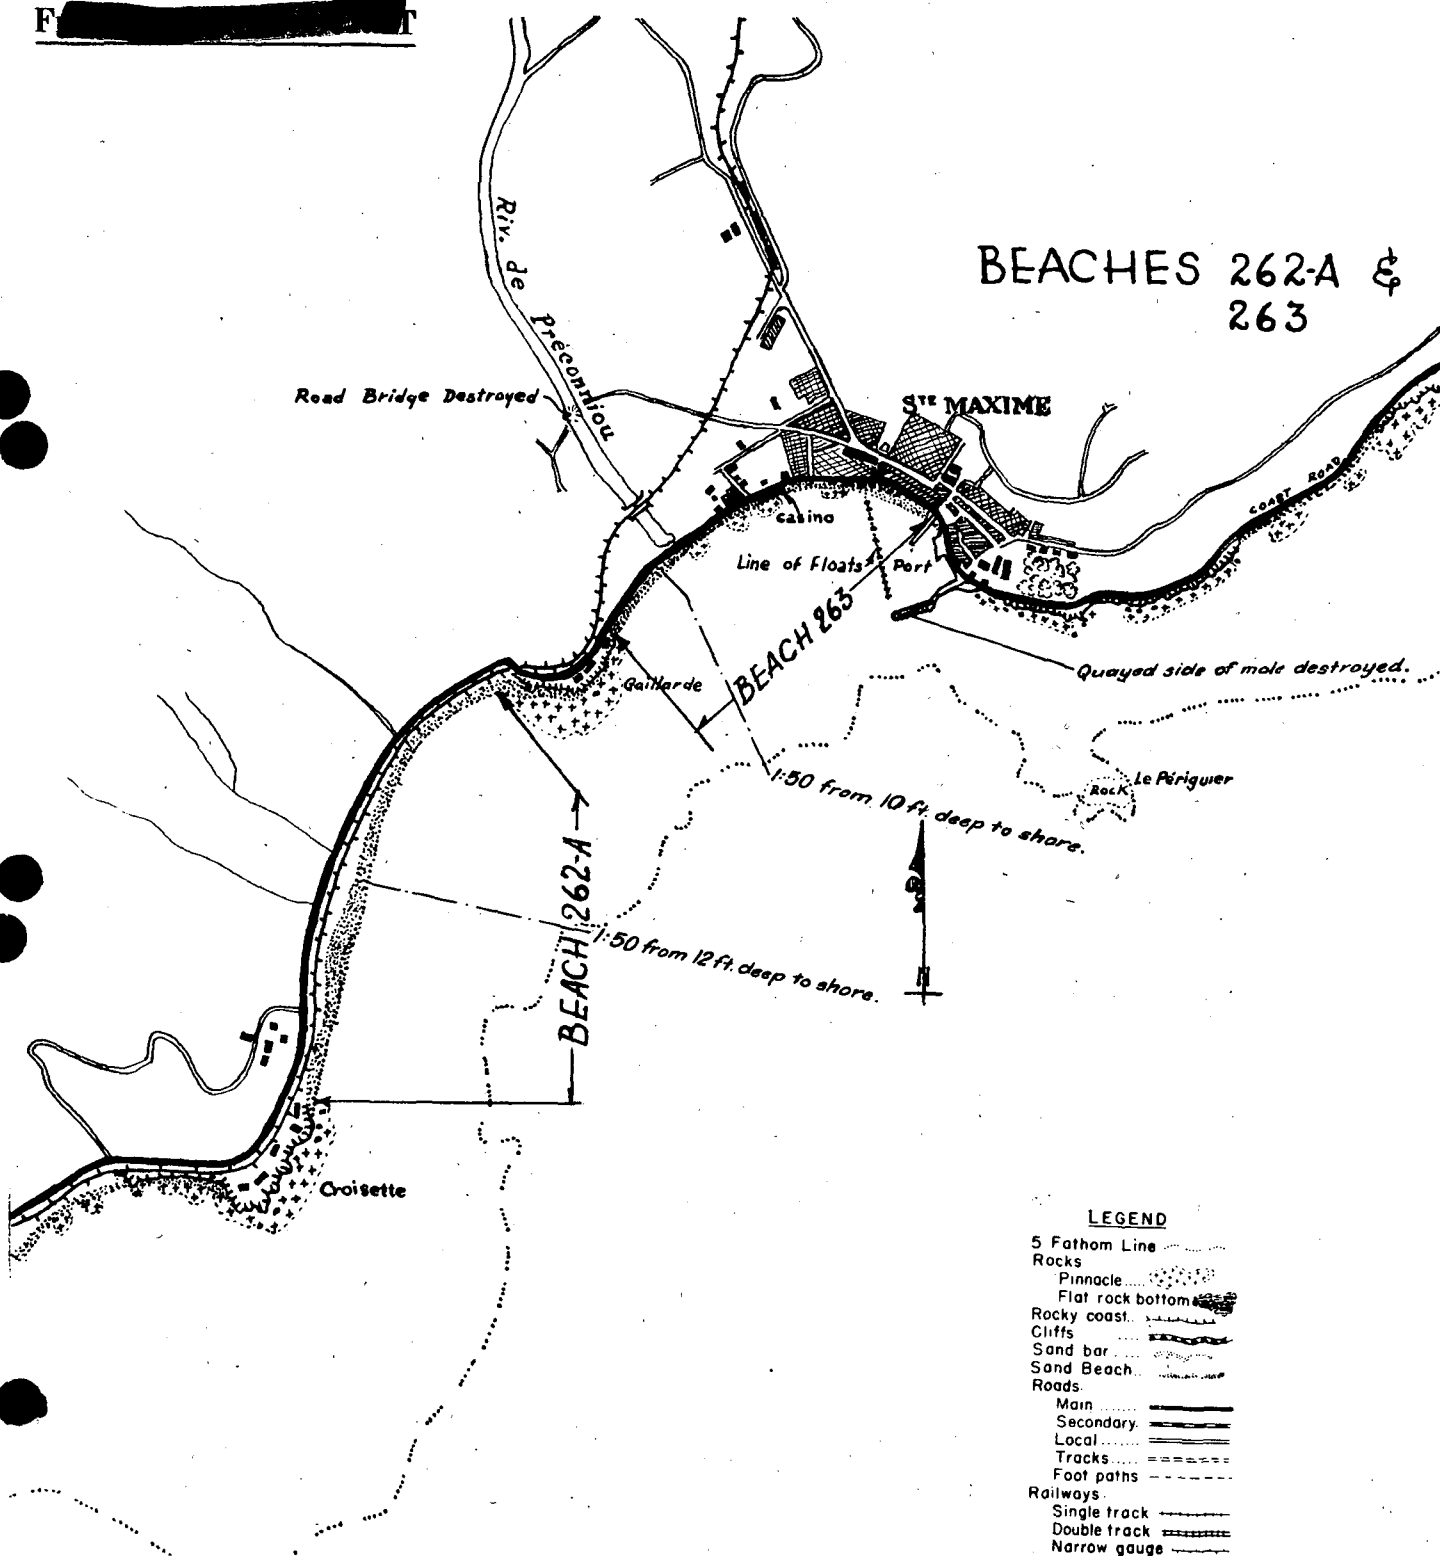 BEACHES 262-A &
263
Riv. de Préconniou
Road Bridge Destroyed
STE MAXIME
COAST ROAD
casino
Line of Floats
Port
BEACH 263
Quayed side of mole destroyed.
Gaillarde
Le Périguier
Rock
1:50 from 10 ft. deep to shore.
BEACH 262-A
1:50 from 12 ft. deep to shore.
N
Croisette
LEGEND
5 Fathom Line
Rocks
Pinnacle
Flat rock bottom
Rocky coast
Cliffs
Sand bar
Sand Beach
Roads
Main
Secondary
Local
Tracks
Foot paths
Railways
Single track
Double track
Narrow gauge